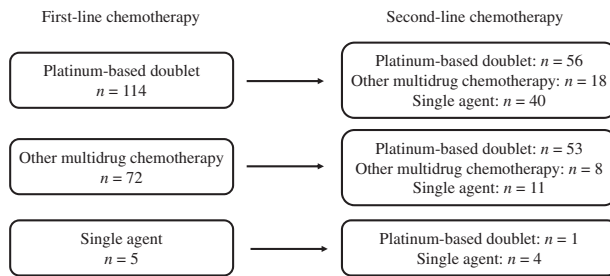 First-line chemotherapy
Second-line chemotherapy
Platinum-based doublet
n = 114
Platinum-based doublet: n = 56
Other multidrug chemotherapy: n = 18
Single agent: n = 40
Other multidrug chemotherapy
n = 72
Platinum-based doublet: n = 53
Other multidrug chemotherapy: n = 8
Single agent: n = 11
Single agent
n = 5
Platinum-based doublet: n = 1
Single agent: n = 4